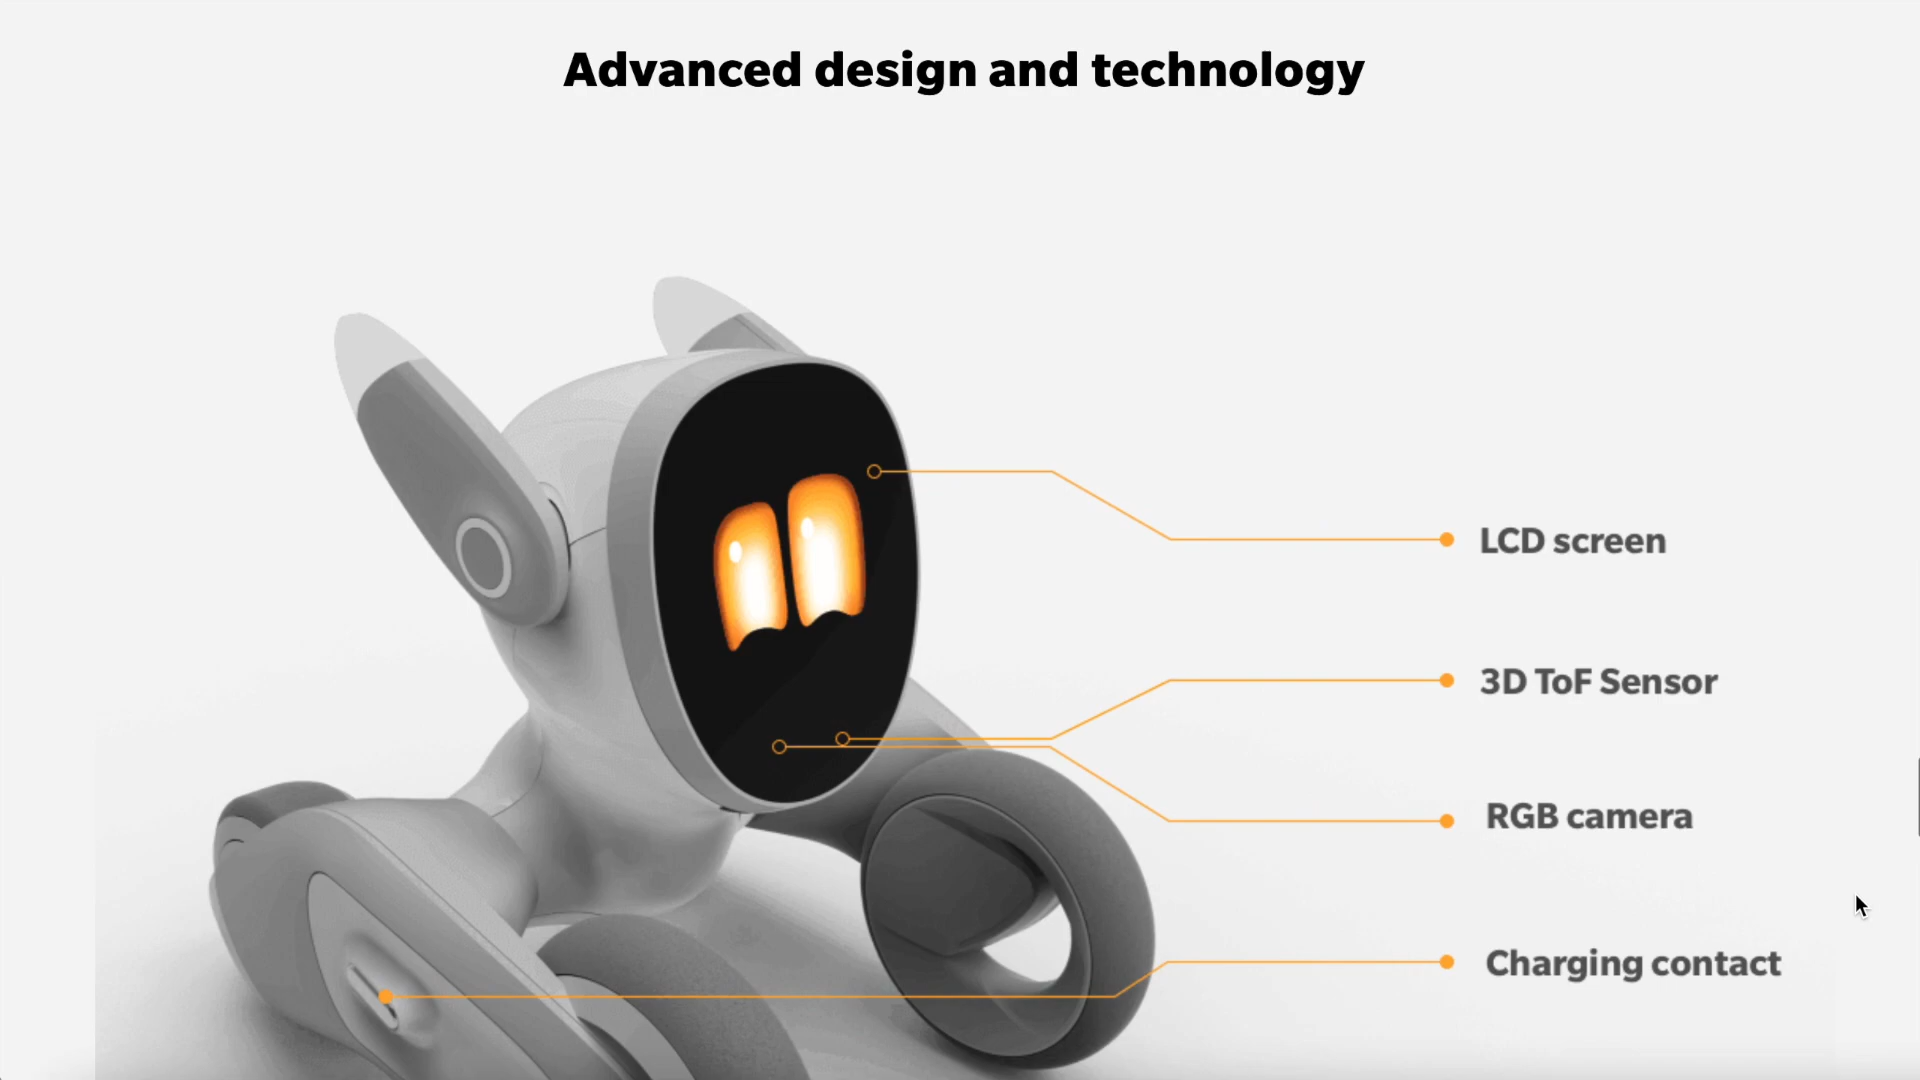 Advanced design and technology
LCD screen
3D ToF Sensor
RGB camera
Charging contact